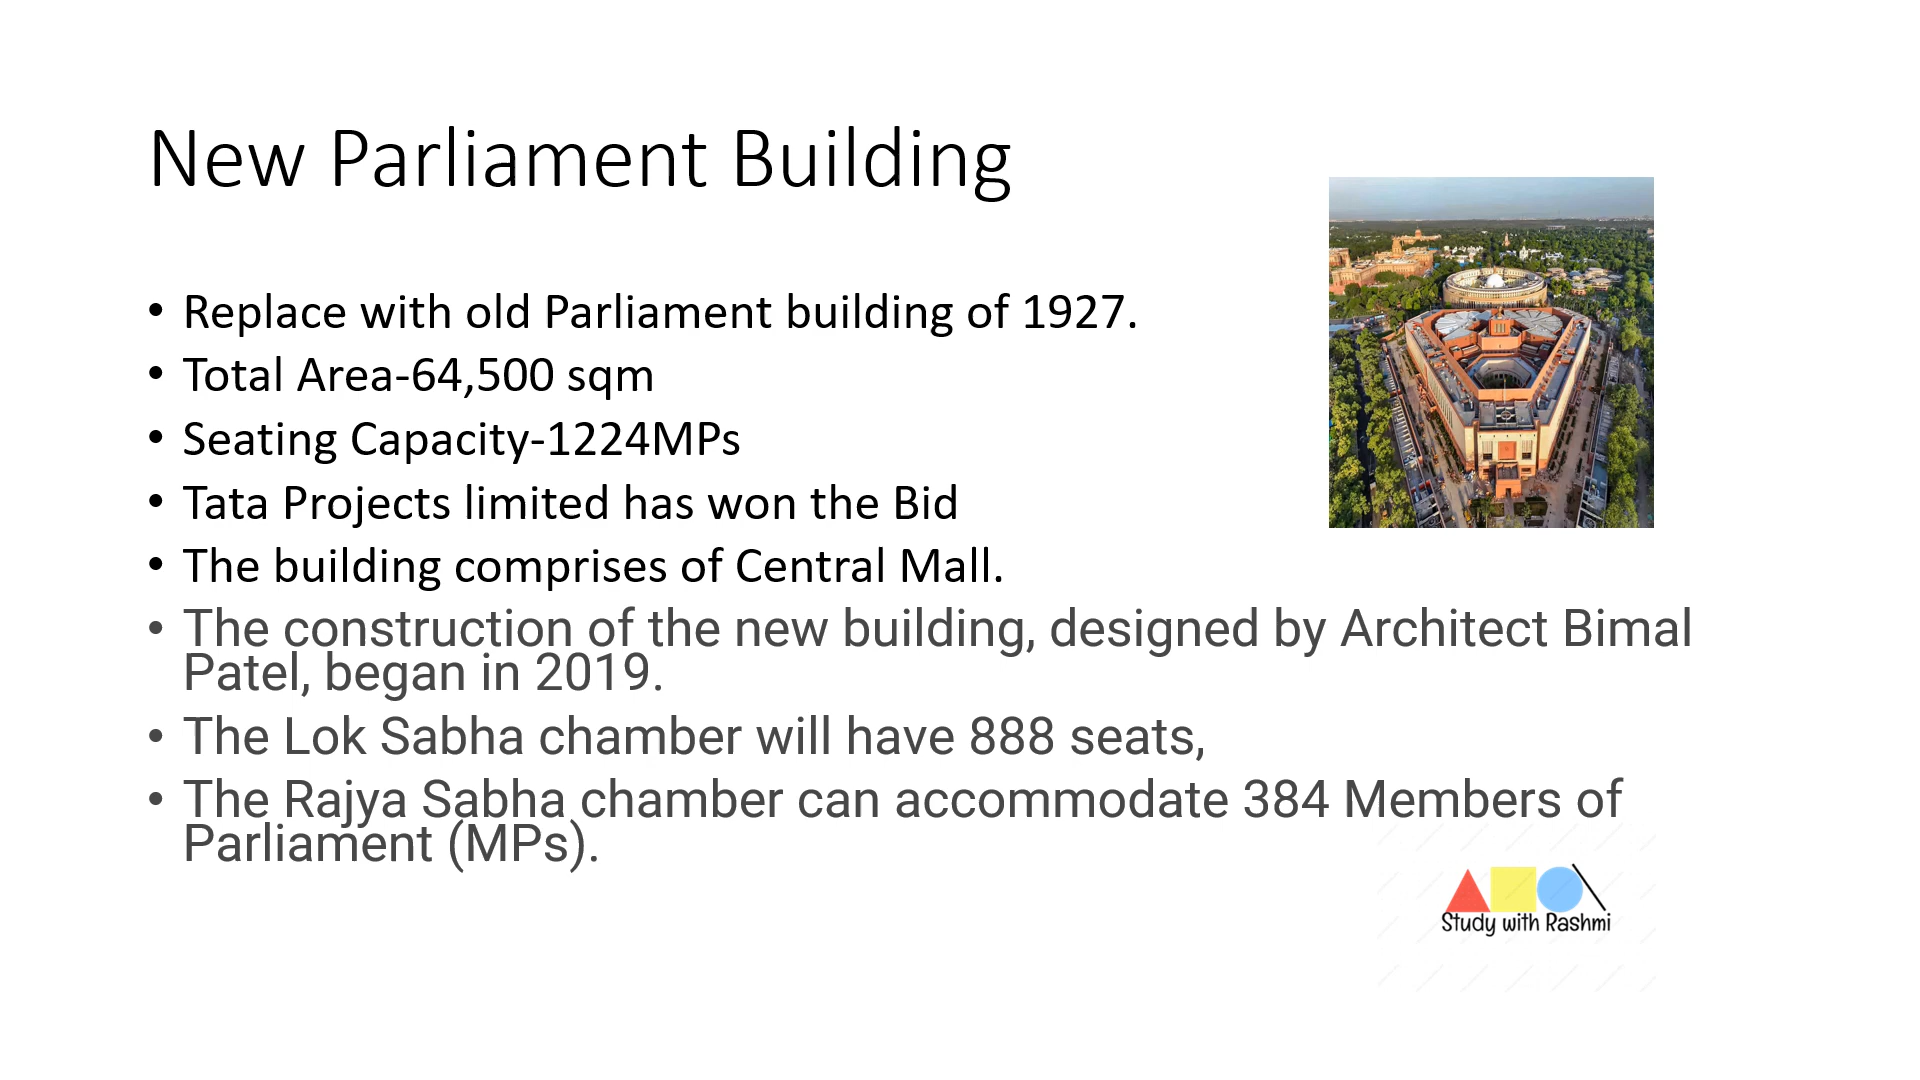 New Parliament Building
• Replace with old Parliament building of 1927.
• Total Area-64,500 sqm
• Seating Capacity-1224MPs
• Tata Projects limited has won the Bid
• The building comprises of Central Mall.
• The construction of the new building, designed by Architect Bimal
Patel, began in 2019.
• The Lok Sabha chamber will have 888 seats,
• The Rajya Sabha chamber can accommodate 384 Members of
Parliament (MPs).
Study with Rashmi